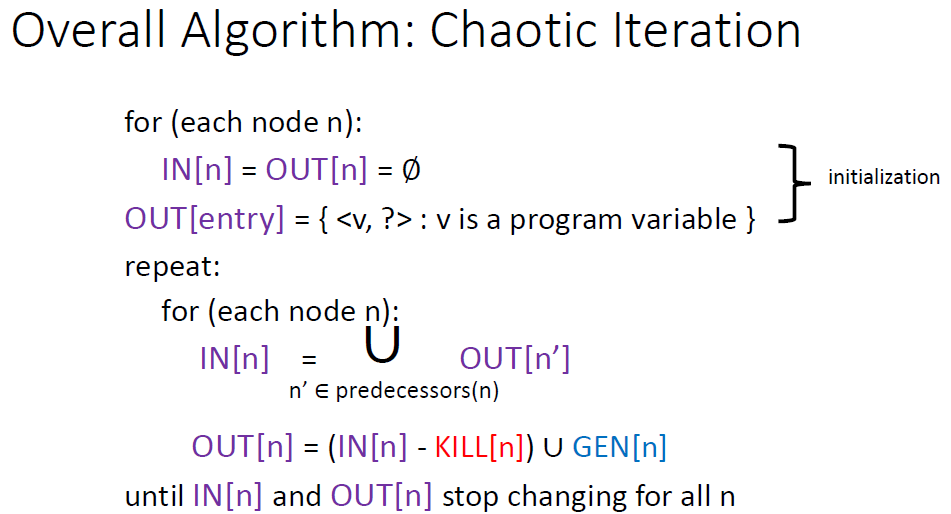 Overall Algorithm: Chaotic Iteration
for (each node n):
IN[n] = OUT[n] = ∅
OUT[entry] = { <v, ?> : v is a program variable }
initialization
repeat:
for (each node n):
IN[n] = ∪ OUT[n’]
n’ ∈ predecessors(n)
OUT[n] = (IN[n] - KILL[n]) ∪ GEN[n]
until IN[n] and OUT[n] stop changing for all n